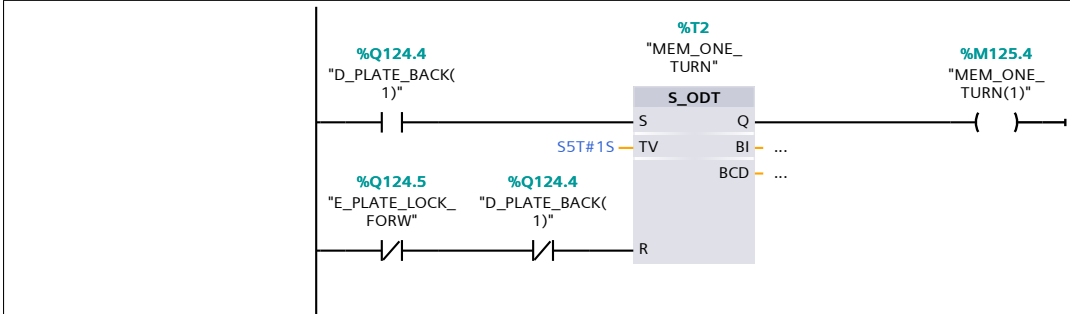 %T2
%Q124.4
"MEM_ONE_
%M125.4
"D_PLATE_BACK(
TURN"
"MEM_ONE_
1)"
TURN(1)"
S_ODT
S
Q
S5T#1S
TV
BI
...
BCD
...
%Q124.5
%Q124.4
"E_PLATE_LOCK_
"D_PLATE_BACK(
FORW"
1)"
R